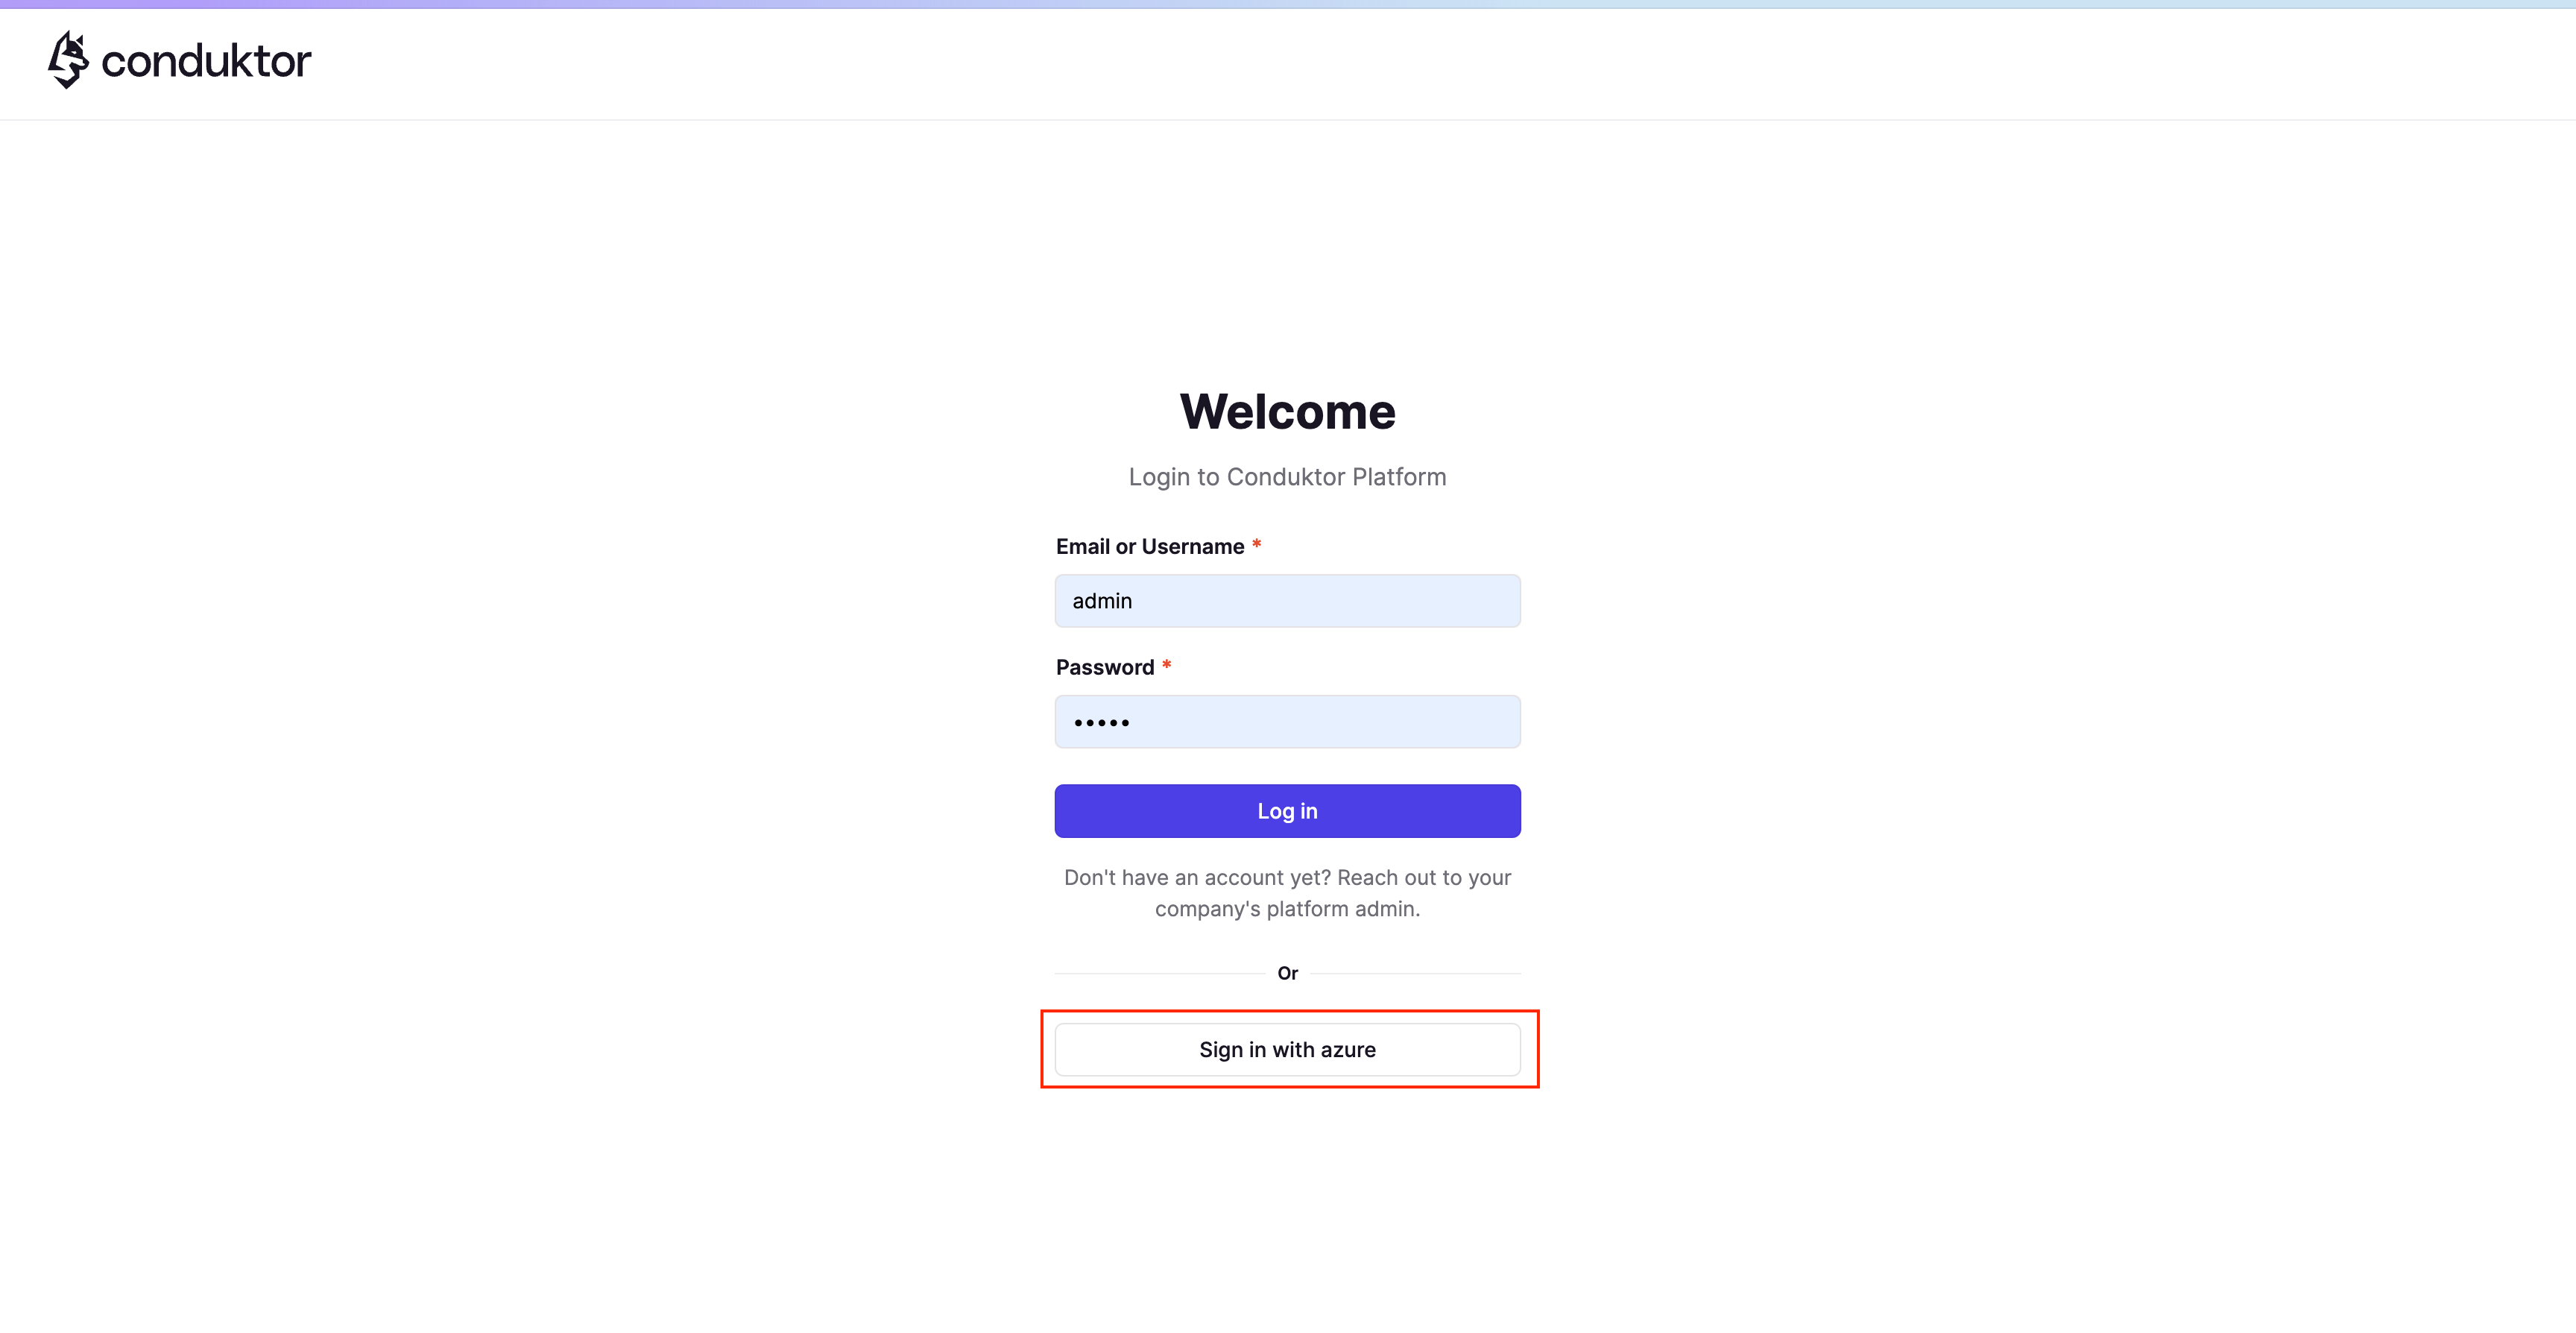 conduktor
Welcome
Login to Conduktor Platform
Email or Username *
admin
Password *
•••••
Log in
Don't have an account yet? Reach out to your
company's platform admin.
Or
Sign in with azure